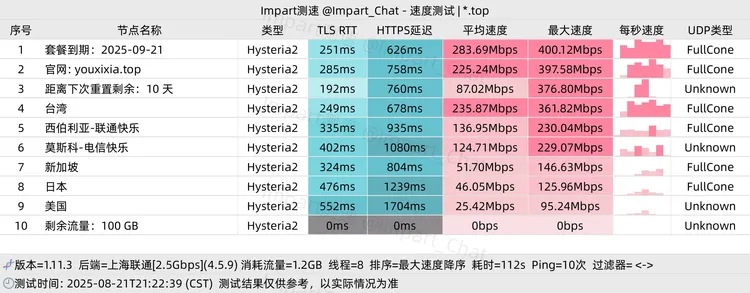 Impart测速 @Impart_Chat - 速度测试 | *.top
序号 节点名称 类型 TLS RTT HTTPS延迟 平均速度 最大速度 每秒速度 UDP类型
1 套餐到期：2025-09-21 Hysteria2 251ms 626ms 283.69Mbps 400.12Mbps FullCone
2 官网: youxixia.top Hysteria2 285ms 758ms 225.24Mbps 397.58Mbps FullCone
3 距离下次重置剩余：10 天 Hysteria2 192ms 760ms 87.02Mbps 376.80Mbps Unknown
4 台湾 Hysteria2 249ms 678ms 235.87Mbps 361.82Mbps FullCone
5 西伯利亚-联通快乐 Hysteria2 335ms 935ms 136.95Mbps 230.04Mbps FullCone
6 莫斯科-电信快乐 Hysteria2 402ms 1080ms 124.71Mbps 229.07Mbps Unknown
7 新加坡 Hysteria2 324ms 804ms 51.70Mbps 146.63Mbps FullCone
8 日本 Hysteria2 476ms 1239ms 46.05Mbps 125.96Mbps FullCone
9 美国 Hysteria2 552ms 1704ms 25.42Mbps 95.24Mbps Unknown
10 剩余流量：100 GB Hysteria2 0ms 0ms 0bps 0bps Unknown
版本=1.11.3 后端=上海联通[2.5Gbps](4.5.9) 消耗流量=1.2GB 线程=8 排序=最大速度降序 耗时=112s Ping=10次 过滤器= <->
测试时间: 2025-08-21T21:22:39 (CST) 测试结果仅供参考，以实际情况为准